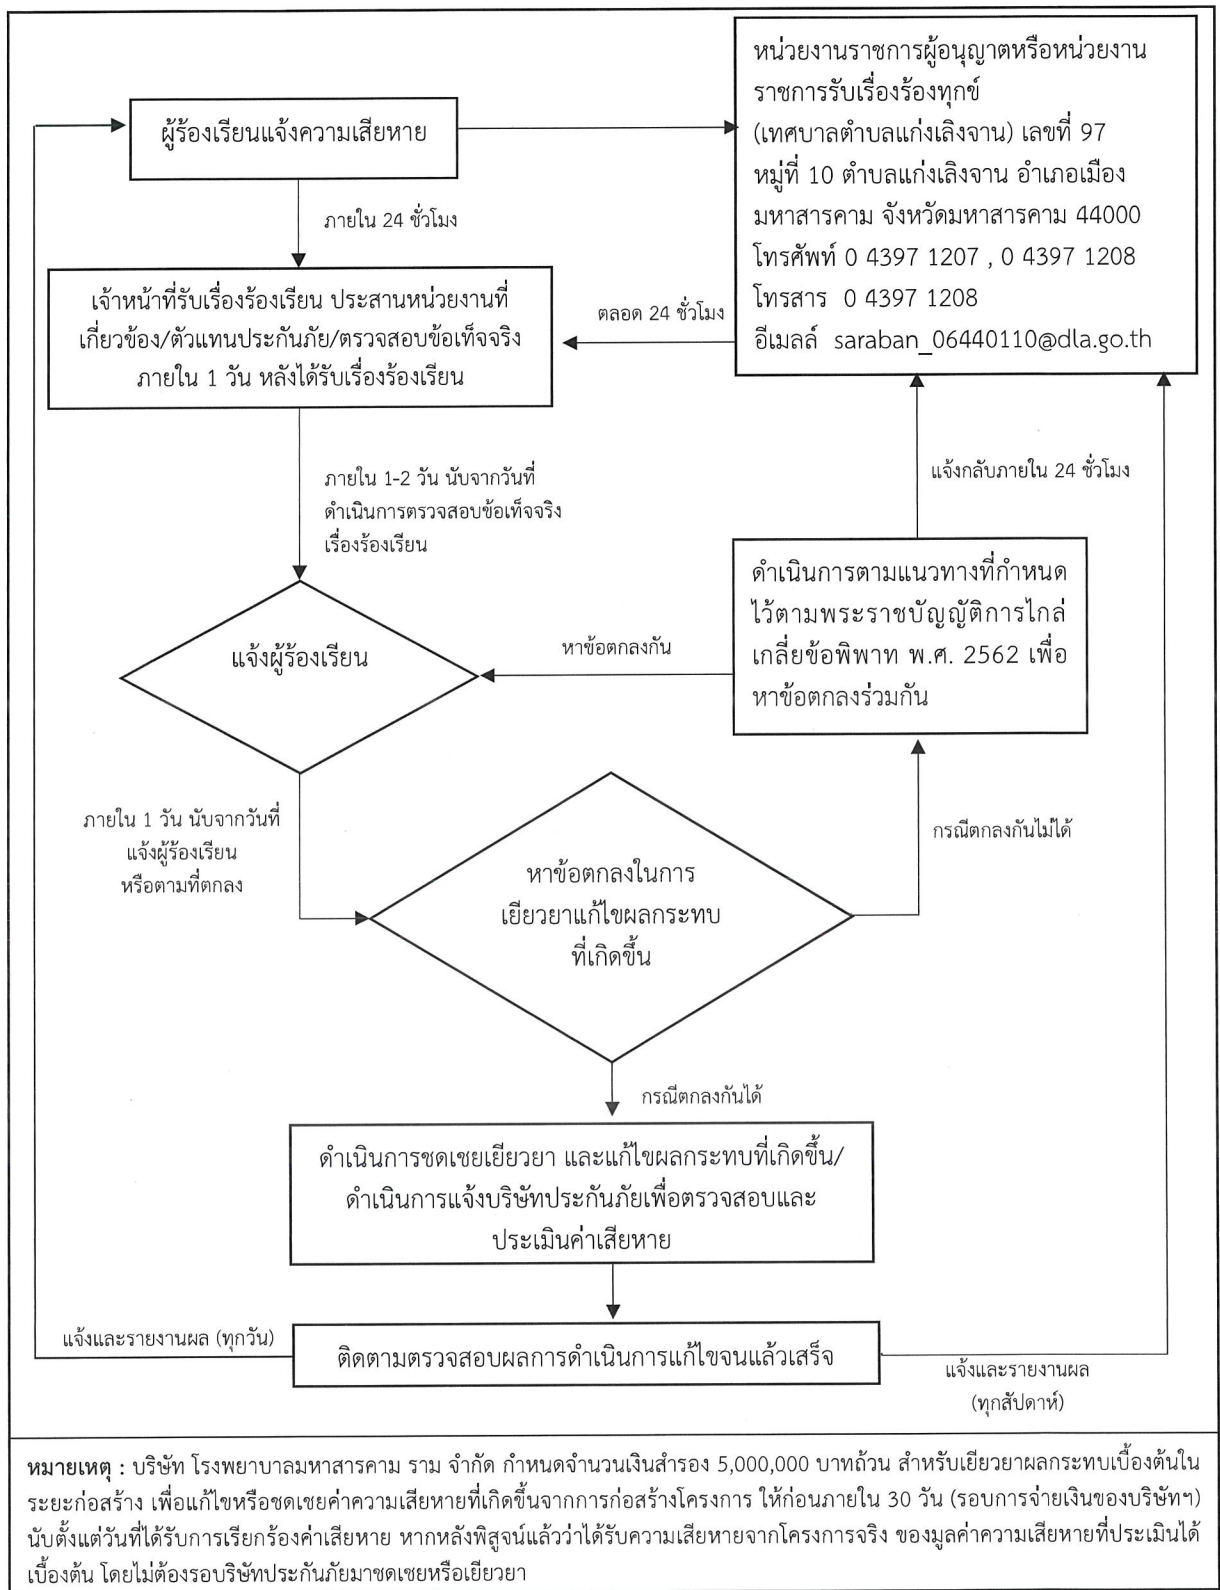 ผู้ร้องเรียนแจ้งความเสียหาย
หน่วยงานราชการผู้อนุญาตหรือหน่วยงาน
ราชการรับเรื่องร้องทุกข์
(เทศบาลตำบลแก่งเลิงจาน) เลขที่ 97
หมู่ที่ 10 ตำบลแก่งเลิงจาน อำเภอเมือง
มหาสารคาม จังหวัดมหาสารคาม 44000
โทรศัพท์ 0 4397 1207 , 0 4397 1208
โทรสาร 0 4397 1208
อีเมลล์ saraban_06440110@dla.go.th
ภายใน 24 ชั่วโมง
เจ้าหน้าที่รับเรื่องร้องเรียน ประสานหน่วยงานที่
เกี่ยวข้อง/ตัวแทนประกันภัย/ตรวจสอบข้อเท็จจริง
ภายใน 1 วัน หลังได้รับเรื่องร้องเรียน
ตลอด 24 ชั่วโมง
ภายใน 1-2 วัน นับจากวันที่
ดำเนินการตรวจสอบข้อเท็จจริง
เรื่องร้องเรียน
แจ้งกลับภายใน 24 ชั่วโมง
ดำเนินการตามแนวทางที่กำหนด
ไว้ตามพระราชบัญญัติการไกล่
เกลี่ยข้อพิพาท พ.ศ. 2562 เพื่อ
หาข้อตกลงร่วมกัน
แจ้งผู้ร้องเรียน
หาข้อตกลงกัน
ภายใน 1 วัน นับจากวันที่
แจ้งผู้ร้องเรียน
หรือตามที่ตกลง
หาข้อตกลงในการ
เยียวยาแก้ไขผลกระทบ
ที่เกิดขึ้น
กรณีตกลงกันไม่ได้
กรณีตกลงกันได้
ดำเนินการชดเชยเยียวยา และแก้ไขผลกระทบที่เกิดขึ้น/
ดำเนินการแจ้งบริษัทประกันภัยเพื่อตรวจสอบและ
ประเมินค่าเสียหาย
แจ้งและรายงานผล (ทุกวัน)
ติดตามตรวจสอบผลการดำเนินการแก้ไขจนแล้วเสร็จ
แจ้งและรายงานผล
(ทุกสัปดาห์)
หมายเหตุ : บริษัท โรงพยาบาลมหาสารคาม ราม จำกัด กำหนดจำนวนเงินสำรอง 5,000,000 บาทถ้วน สำหรับเยียวยาผลกระทบเบื้องต้นใน
ระยะก่อสร้าง เพื่อแก้ไขหรือชดเชยค่าความเสียหายที่เกิดขึ้นจากการก่อสร้างโครงการ ให้ก่อนภายใน 30 วัน (รอบการจ่ายเงินของบริษัทฯ)
นับตั้งแต่วันที่ได้รับการเรียกร้องค่าเสียหาย หากหลังพิสูจน์แล้วว่าได้รับความเสียหายจากโครงการจริง ของมูลค่าความเสียหายที่ประเมินได้
เบื้องต้น โดยไม่ต้องรอบริษัทประกันภัยมาชดเชยหรือเยียวยา